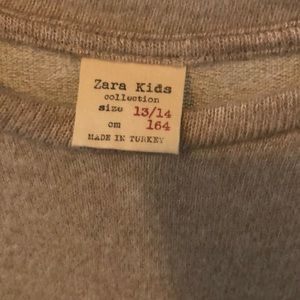 Zara Kids
collection
size 13/14
cm 164
MADE IN TURKEY